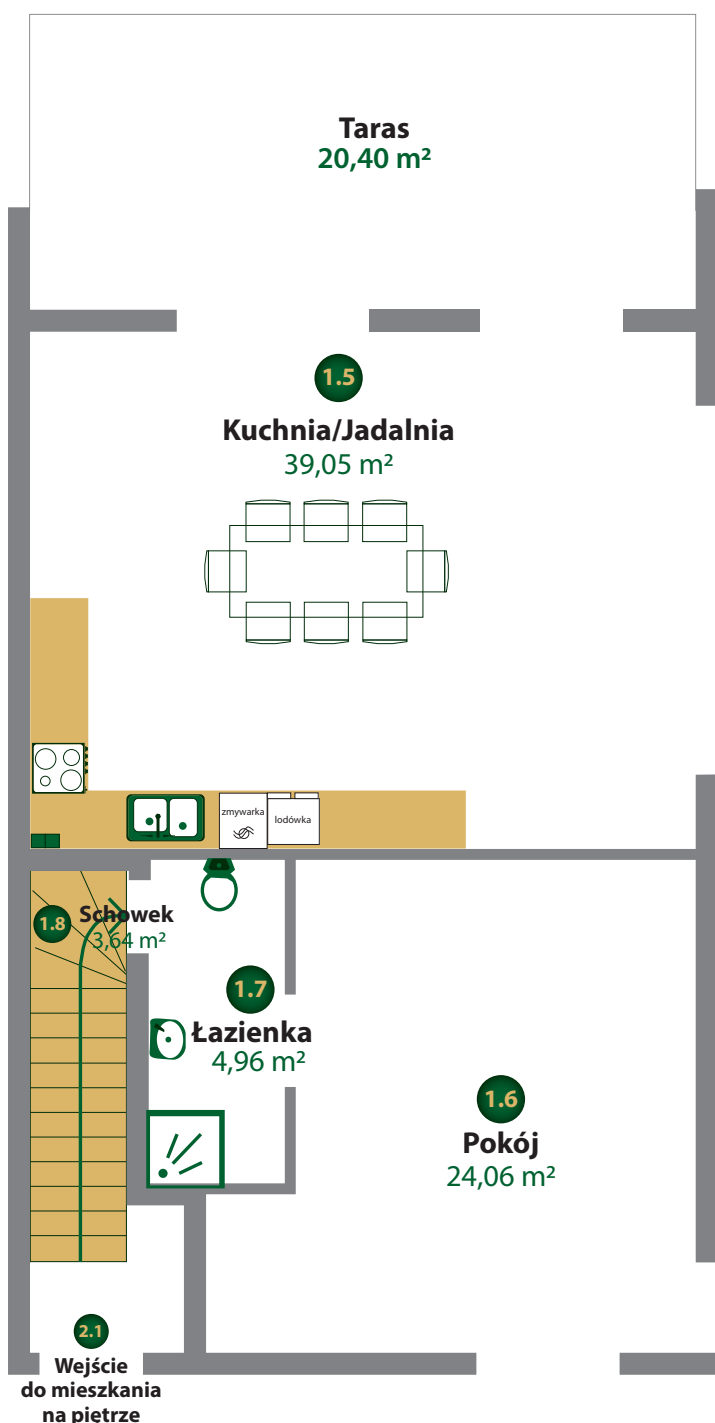 Taras
20,40 m²
1.5
Kuchnia/Jadalnia
39,05 m²
zmywarka
lodówka
1.8
Schowek
3,64 m²
1.7
Łazienka
4,96 m²
1.6
Pokój
24,06 m²
2.1
Wejście
do mieszkania
na piętrze